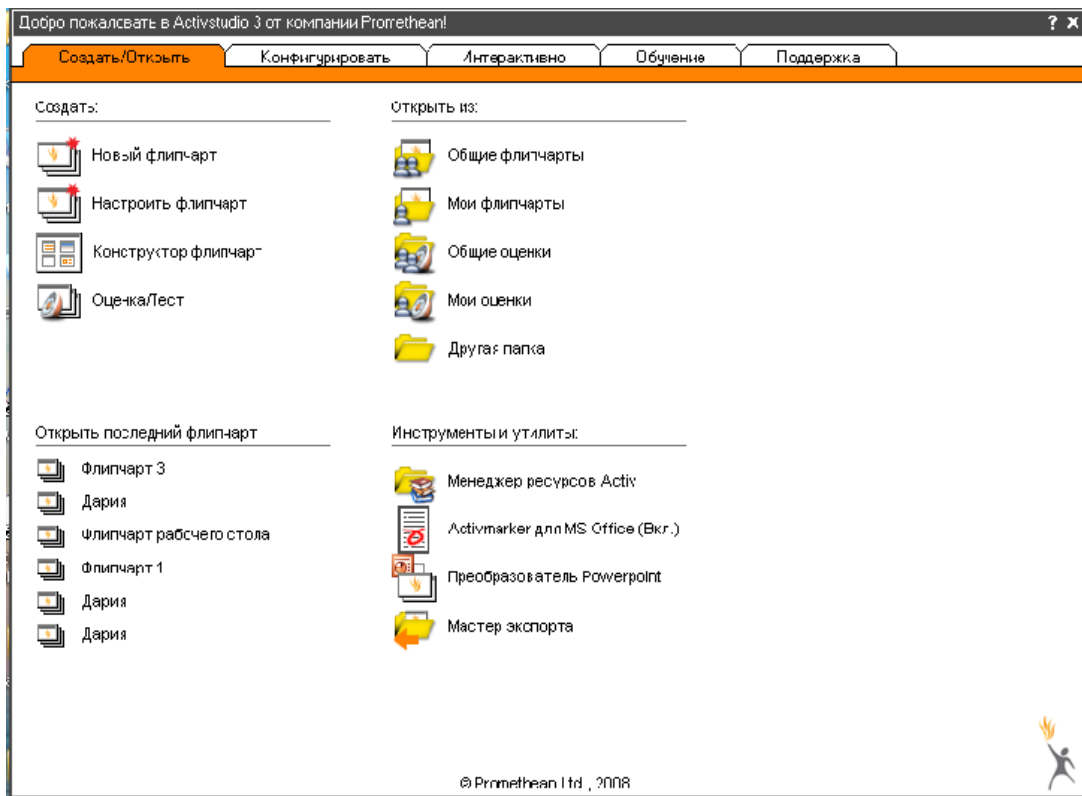 Добро пожаловать в Activstudio 3 от компании Promethean!
? x
Создать/Открыть
Конфигурировать
Интерактивно
Обучение
Поддержка
Создать:
Новый флипчарт
Настроить флипчарт
Конструктор флипчарт
Оценка/Тест
Открыть из:
Общие флипчарты
Мои флипчарты
Общие оценки
Мои оценки
Другая папка
Открыть последний флипчарт
Флипчарт 3
Дария
Флипчарт рабочего стола
Флипчарт 1
Дария
Дария
Инструменты и утилиты:
Менеджер ресурсов Activ
Activmarker для MS Office (Вкл.)
Преобразователь Powerpoint
Мастер экспорта
© Promethean Ltd., 2008